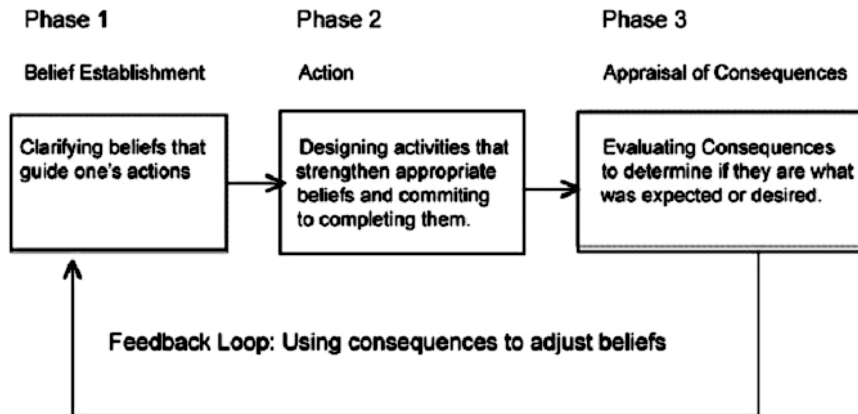 Phase 1
Phase 2
Phase 3
Belief Establishment
Action
Appraisal of Consequences
Clarifying beliefs that
guide one's actions
Designing activities that
strengthen appropriate
beliefs and commiting
to completing them.
Evaluating Consequences
to determine if they are what
was expected or desired.
Feedback Loop: Using consequences to adjust beliefs